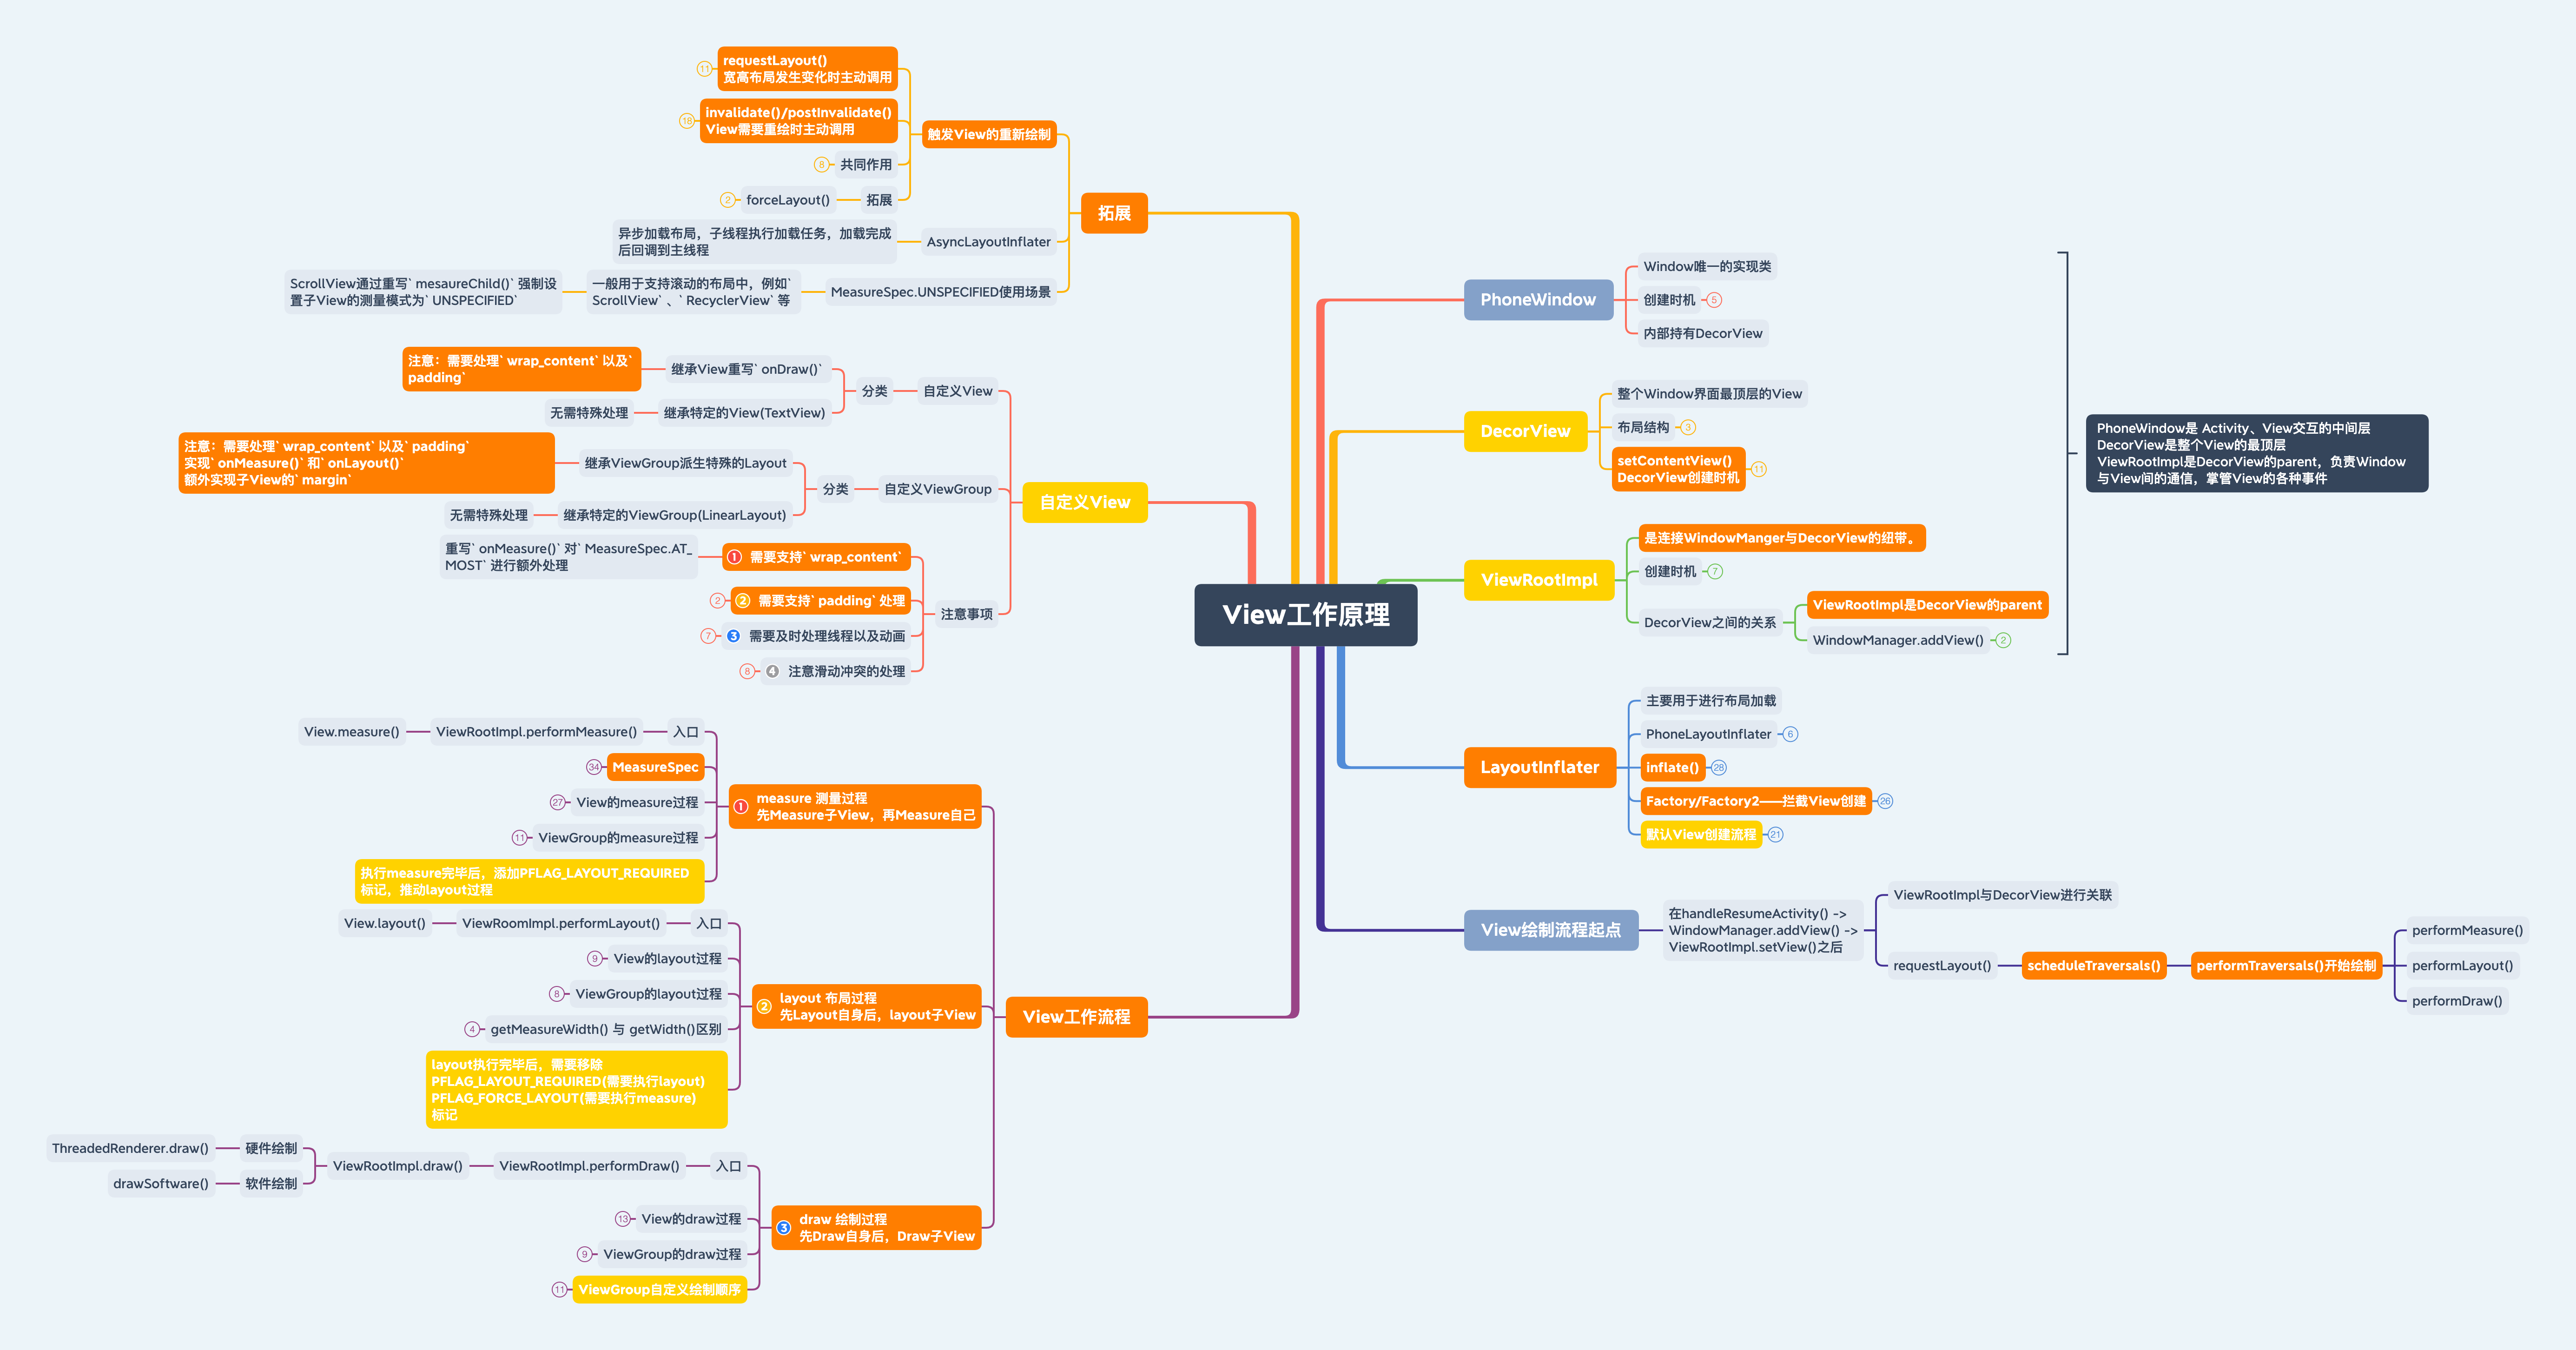 View工作原理
PhoneWindow
Window唯一的实现类
创建时机
5
内部持有DecorView
DecorView
整个Window界面最顶层的View
布局结构
3
setContentView()
DecorView创建时机
11
ViewRootImpl
是连接WindowManger与DecorView的纽带。
创建时机
7
DecorView之间的关系
ViewRootImpl是DecorView的parent
WindowManager.addView()
2
PhoneWindow是 Activity、View交互的中间层
DecorView是整个View的最顶层
ViewRootImpl是DecorView的parent，负责Window
与View间的通信，掌管View的各种事件
LayoutInflater
主要用于进行布局加载
PhoneLayoutInflater
6
inflate()
28
Factory/Factory2——拦截View创建
26
默认View创建流程
21
View绘制流程起点
在handleResumeActivity() ->
WindowManager.addView() ->
ViewRootImpl.setView()之后
ViewRootImpl与DecorView进行关联
requestLayout()
scheduleTraversals()
performTraversals()开始绘制
performMeasure()
performLayout()
performDraw()
拓展
触发View的重新绘制
requestLayout()
宽高布局发生变化时主动调用
11
invalidate()/postInvalidate()
View需要重绘时主动调用
18
共同作用
8
拓展
forceLayout()
2
AsyncLayoutInflater
异步加载布局，子线程执行加载任务，加载完成
后回调到主线程
MeasureSpec.UNSPECIFIED使用场景
一般用于支持滚动的布局中，例如`
ScrollView`、`RecyclerView`等
ScrollView通过重写`mesaureChild()`强制设
置子View的测量模式为`UNSPECIFIED`
自定义View
自定义View
分类
继承View重写`onDraw()`
注意：需要处理`wrap_content`以及`
padding`
继承特定的View(TextView)
无需特殊处理
自定义ViewGroup
分类
继承ViewGroup派生特殊的Layout
注意：需要处理`wrap_content`以及`padding`
实现`onMeasure()`和`onLayout()`
额外实现子View的`margin`
继承特定的ViewGroup(LinearLayout)
无需特殊处理
注意事项
1 需要支持`wrap_content`
重写`onMeasure()`对`MeasureSpec.AT_
MOST`进行额外处理
2 需要支持`padding`处理
2
3 需要及时处理线程以及动画
7
4 注意滑动冲突的处理
8
View工作流程
1 measure 测量过程
先Measure子View，再Measure自己
入口
ViewRootImpl.performMeasure()
View.measure()
MeasureSpec
34
View的measure过程
27
ViewGroup的measure过程
11
执行measure完毕后，添加PFLAG_LAYOUT_REQUIRED
标记，推动layout过程
2 layout 布局过程
先Layout自身后，layout子View
入口
ViewRoomImpl.performLayout()
View.layout()
View的layout过程
9
ViewGroup的layout过程
8
getMeasureWidth() 与 getWidth()区别
4
layout执行完毕后，需要移除
PFLAG_LAYOUT_REQUIRED(需要执行layout)
PFLAG_FORCE_LAYOUT(需要执行measure)
标记
3 draw 绘制过程
先Draw自身后，Draw子View
入口
ViewRootImpl.performDraw()
ViewRootImpl.draw()
硬件绘制
ThreadedRenderer.draw()
软件绘制
drawSoftware()
View的draw过程
13
ViewGroup的draw过程
9
ViewGroup自定义绘制顺序
11